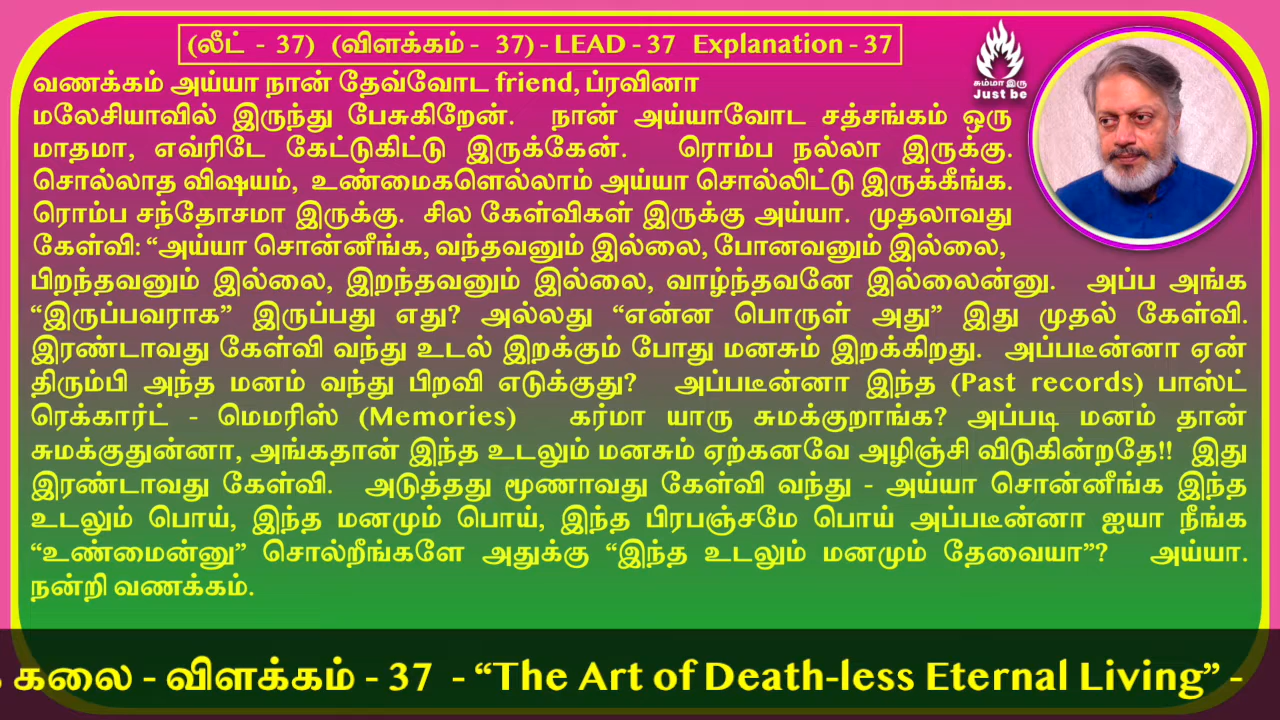 (லீட் - 37) (விளக்கம் - 37) - LEAD - 37 Explanation - 37
சும்மா இரு
Just be
வணக்கம் அய்யா நான் தேவ்வோட friend, ப்ரவினா
மலேசியாவில் இருந்து பேசுகிறேன். நான் அய்யாவோட சத்சங்கம் ஒரு
மாதமா, எவ்ரிடே கேட்டுகிட்டு இருக்கேன். ரொம்ப நல்லா இருக்கு.
சொல்லாத விஷயம், உண்மைகளெல்லாம் அய்யா சொல்லிட்டு இருக்கீங்க.
ரொம்ப சந்தோசமா இருக்கு. சில கேள்விகள் இருக்கு அய்யா. முதலாவது
கேள்வி: “அய்யா சொன்னீங்க, வந்தவனும் இல்லை, போனவனும் இல்லை,
பிறந்தவனும் இல்லை, இறந்தவனும் இல்லை, வாழ்ந்தவனே இல்லைன்னு. அப்ப அங்க
“இருப்பவராக” இருப்பது எது? அல்லது “என்ன பொருள் அது” இது முதல் கேள்வி.
இரண்டாவது கேள்வி வந்து உடல் இறக்கும் போது மனசும் இறக்கிறது. அப்படீன்னா ஏன்
திரும்பி அந்த மனம் வந்து பிறவி எடுக்குது? அப்படீன்னா இந்த (Past records) பாஸ்ட்
ரெக்கார்ட் - மெமரிஸ் (Memories) கர்மா யாரு சுமக்குறாங்க? அப்படி மனம் தான்
சுமக்குதுன்னா, அங்கதான் இந்த உடலும் மனசும் ஏற்கனவே அழிஞ்சி விடுகின்றதே!! இது
இரண்டாவது கேள்வி. அடுத்தது மூணாவது கேள்வி வந்து - அய்யா சொன்னீங்க இந்த
உடலும் பொய், இந்த மனமும் பொய், இந்த பிரபஞ்சமே பொய் அப்படீன்னா ஐயா நீங்க
“உண்மைன்னு” சொல்றீங்களே அதுக்கு “இந்த உடலும் மனமும் தேவையா”? அய்யா.
நன்றி வணக்கம்.
கலை - விளக்கம் - 37 - “The Art of Death-less Eternal Living” -